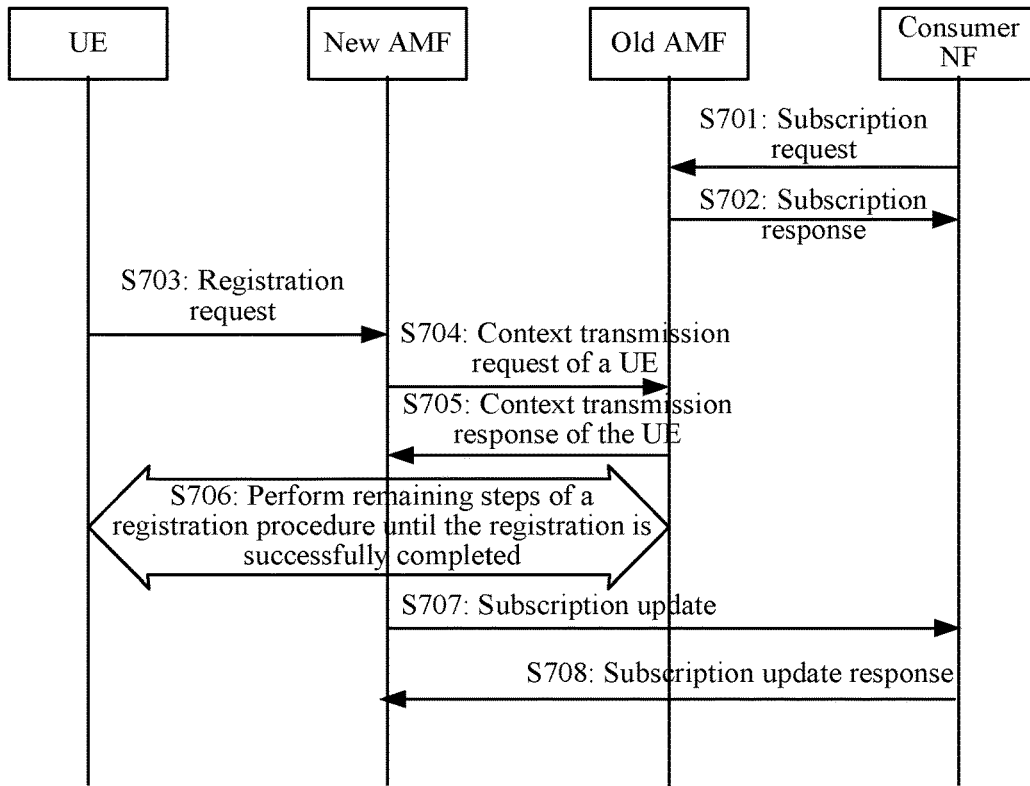 UE
New AMF
Old AMF
Consumer
NF
S701: Subscription
request
S702: Subscription
response
S703: Registration
request
S704: Context transmission
request of a UE
S705: Context transmission
response of the UE
S706: Perform remaining steps of a
registration procedure until the registration is
successfully completed
S707: Subscription update
S708: Subscription update response